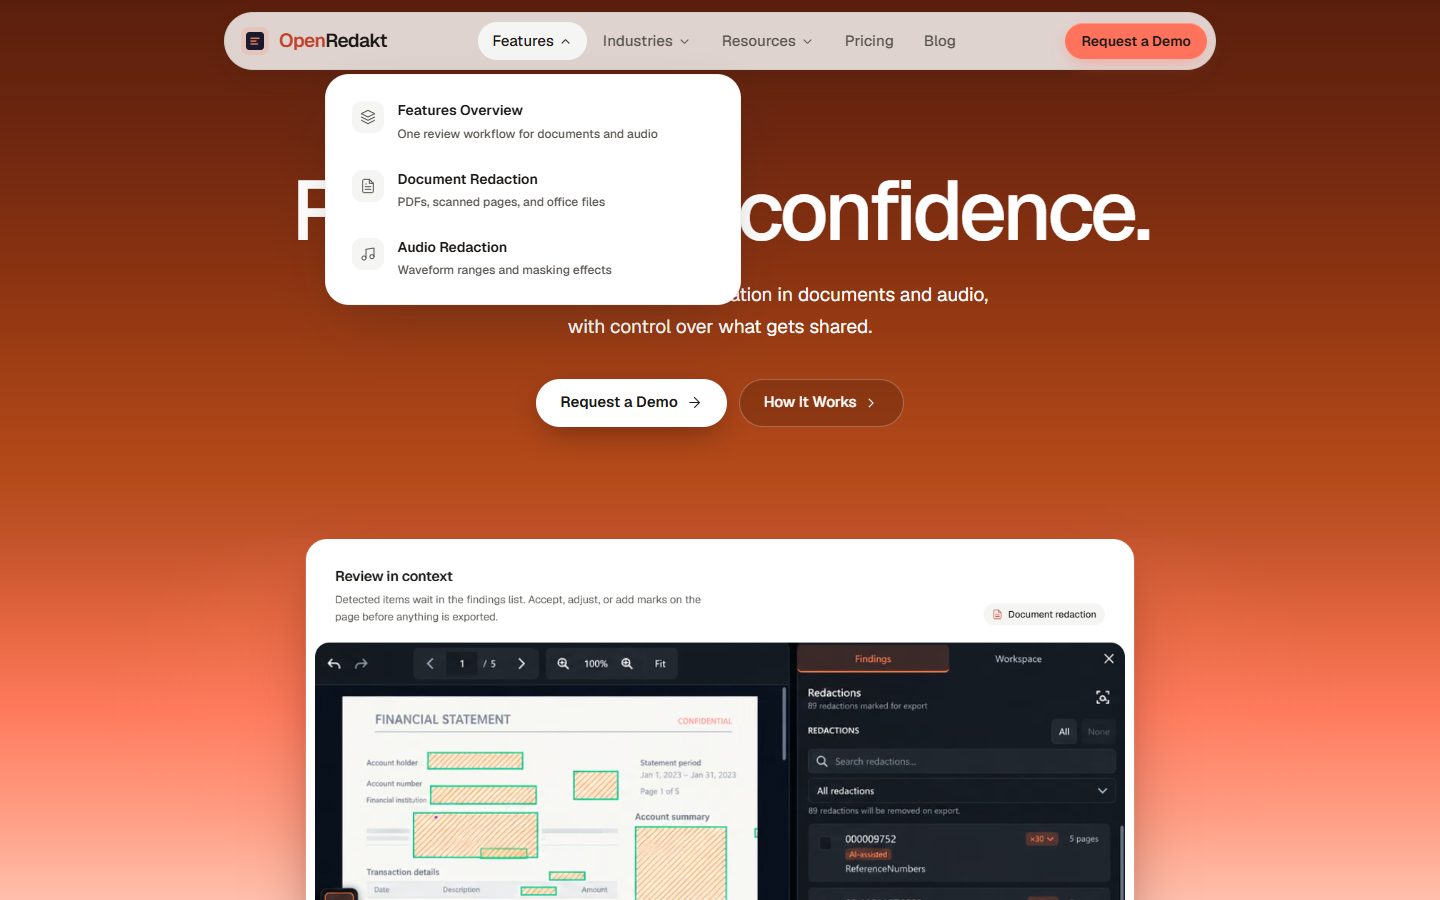 OpenRedakt
Features
Industries
Resources
Pricing
Blog
Request a Demo
Features Overview
One review workflow for documents and audio
Document Redaction
PDFs, scanned pages, and office files
Audio Redaction
Waveform ranges and masking effects
confidence.
in documents and audio,
with control over what gets shared.
Request a Demo
How It Works
Review in context
Detected items wait in the findings list. Accept, adjust, or add marks on the
page before anything is exported.
Document redaction
1 / 5
100%
Fit
Findings
Workspace
FINANCIAL STATEMENT
CONFIDENTIAL
Account holder
Account number
Financial institution
Statement period
Jan 1, 2023 – Jan 31, 2023
Page 1 of 5
Account summary
Transaction details
Date
Description
Amount
Redactions
89 redactions marked for export
REDACTIONS
All
None
Search redactions...
All redactions
89 redactions will be removed on export.
000009752
×30
5 pages
AI-assisted
ReferenceNumbers